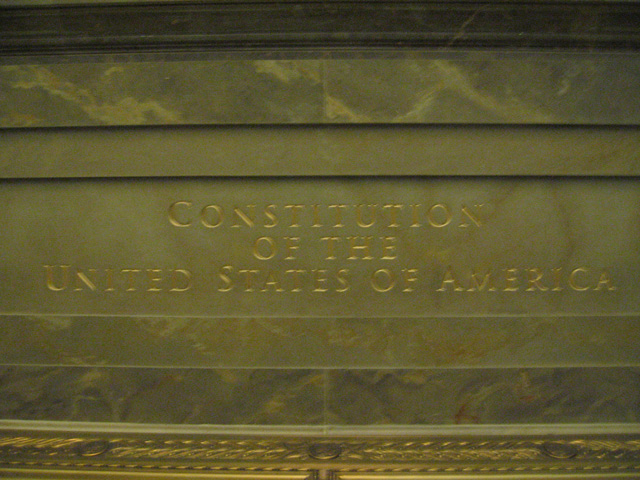 CONSTITUTION
OF THE
UNITED STATES OF AMERICA